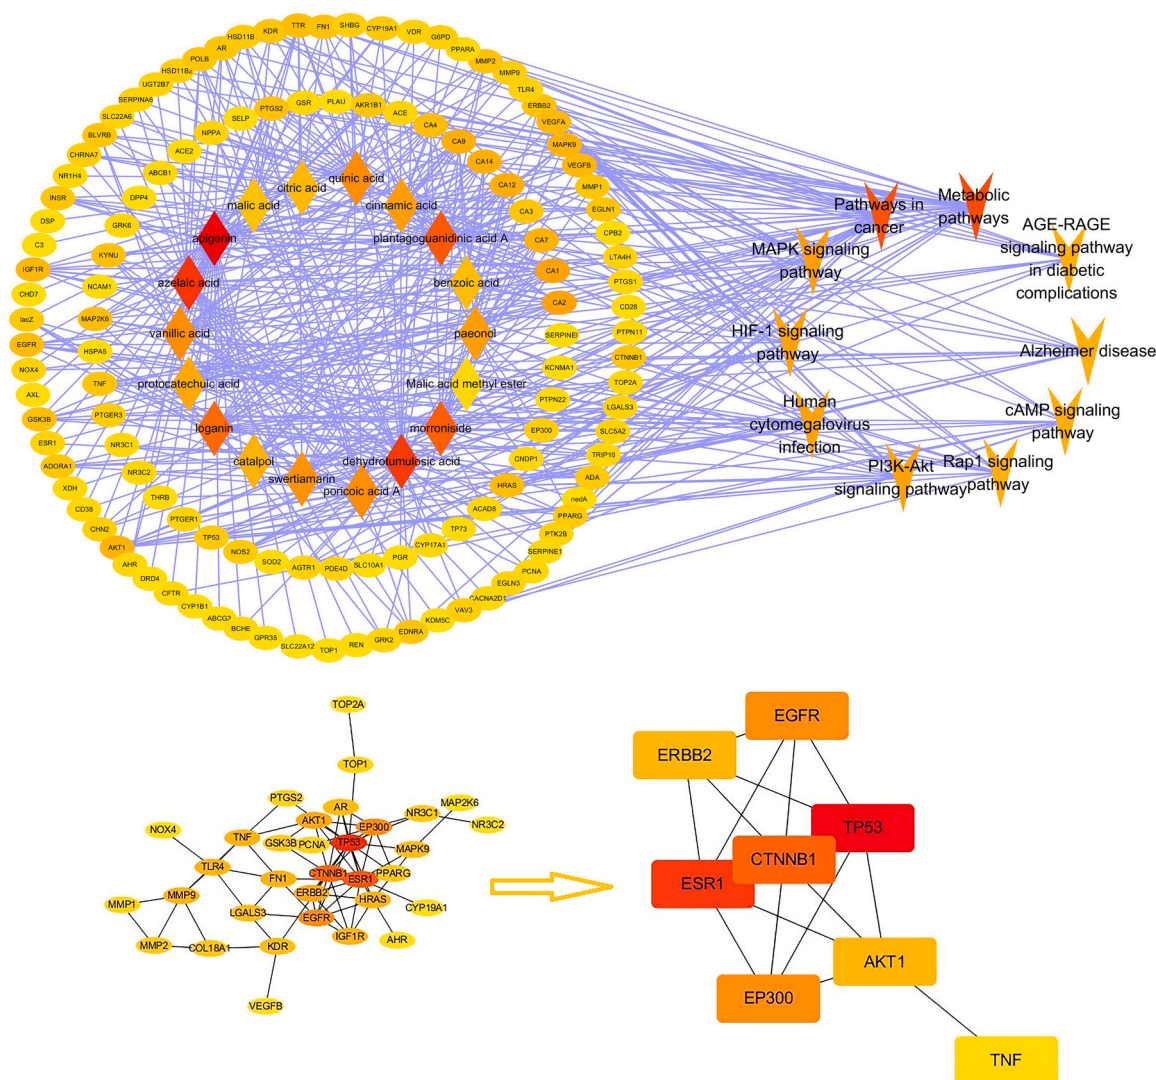 TTR
FN1
SHBG
CYP19A1
VDR
G6PD
PPARA
MMP2
MMP9
TLR4
ERBB2
VEGFA
MAPK9
VEGFB
MMP1
EGLN1
CPB2
LTA4H
PTGS1
CD28
PTPN11
CTNNB1
TOP2A
LGALS3
SLC5A2
TRIP10
ADA
nedA
PPARG
PTK2B
SERPINE1
PCNA
EGLN3
CACNA2D1
VAV3
KDM5C
EDNRA
GRK2
REN
TOP1
SLC22A12
GPR35
BCHE
ABCG2
CYP1B1
CFTR
DRD4
AHR
AKT1
CHN2
CD38
XDH
ADORA1
ESR1
GSK3B
AXL
NOX4
EGFR
lacZ
CHD7
IGF1R
C3
DSP
INSR
NR1H4
CHRNA7
BLVRB
SLC22A6
SERPINA6
UGT2B7
HSD11B2
POLB
AR
HSD11B
KDR
PTGS2
GSR
PLAU
AKR1B1
ACE
CA4
CA9
CA14
CA12
CA3
CA7
CA1
CA2
SERPINEI
KCNMA1
PTPN22
EP300
CNDP1
HRAS
ACAD8
TP73
CYP17A1
PGR
SLC10A1
PDE4D
AGTR1
SOD2
NOS2
TP53
PTGER1
THRB
NR3C2
NR3C1
PTGER3
TNF
HSPA5
MAP2K6
NCAM1
KYNU
GRK6
DPP4
ABCB1
ACE2
NPPA
SELP
quinic acid
citric acid
malic acid
cinnamic acid
apigenin
plantagoguanidinic acid A
azelaic acid
benzoic acid
vanillic acid
paeonol
protocatechuic acid
Malic acid methyl ester
loganin
morroniside
catalpol
dehydrotumulosic acid
swertiamarin
poricoic acid A
Metabolic
pathways
Pathways in
cancer
AGE-RAGE
signaling pathway
in diabetic
complications
MAPK signaling
pathway
HIF-1 signaling
pathway
Alzheimer disease
Human
cytomegalovirus
infection
cAMP signaling
pathway
PI3K-Akt
signaling pathway
Rap1 signaling
pathway
TOP2A
TOP1
PTGS2
AR
MAP2K6
NOX4
AKT1
EP300
NR3C1
NR3C2
TNF
GSK3B
PCNA
TP53
MAPK9
TLR4
FN1
CTNNB1
ESR1
PPARG
MMP9
ERBB2
HRAS
MMP1
LGALS3
EGFR
CYP19A1
MMP2
COL18A1
KDR
IGF1R
AHR
VEGFB
EGFR
ERBB2
TP53
CTNNB1
ESR1
AKT1
EP300
TNF